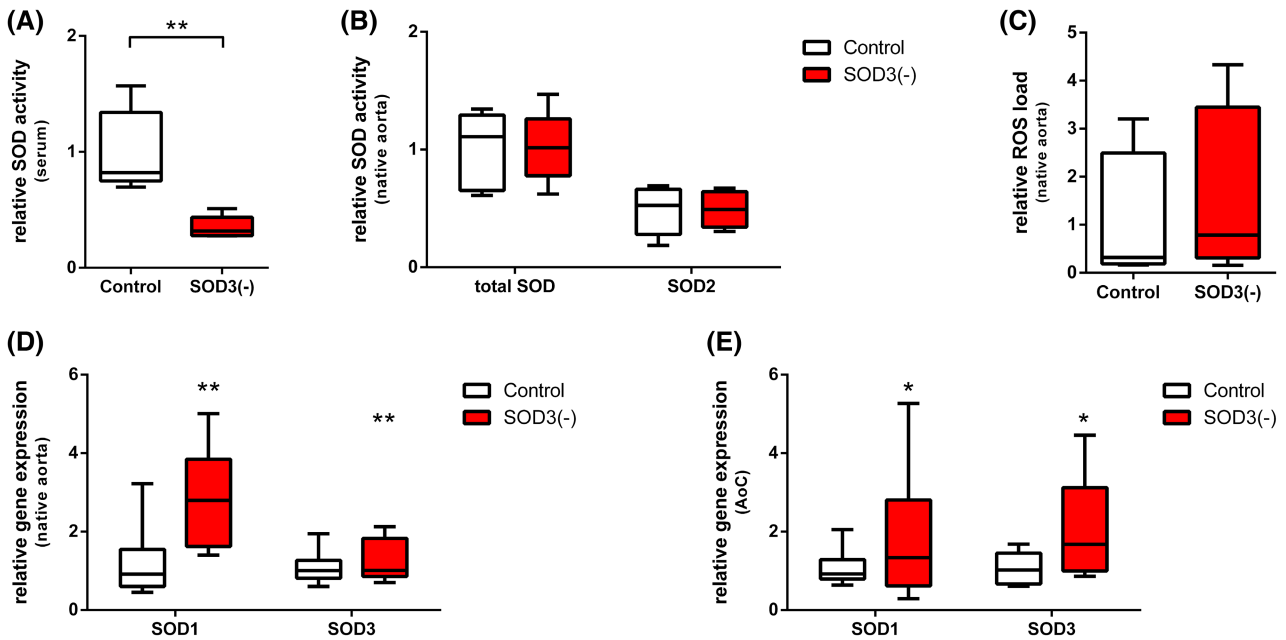 (A)
relative SOD activity
(serum)
2
1
0
**
Control
SOD3(-)
(B)
relative SOD activity
(native aorta)
2
1
0
total SOD
SOD2
Control
SOD3(-)
(C)
relative ROS load
(native aorta)
5
4
3
2
1
0
Control
SOD3(-)
(D)
relative gene expression
(native aorta)
6
4
2
0
**
**
SOD1
SOD3
Control
SOD3(-)
(E)
relative gene expression
(AoC)
6
4
2
0
*
*
SOD1
SOD3
Control
SOD3(-)